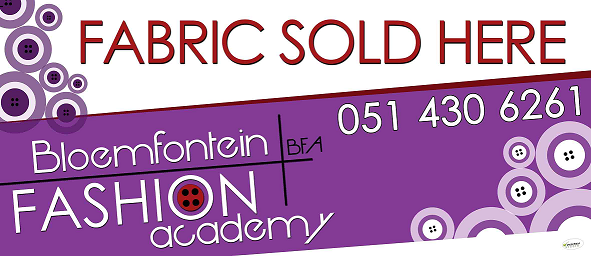 FABRIC SOLD HERE
051 430 6261
Bloemfontein BFA
FASHION
academy